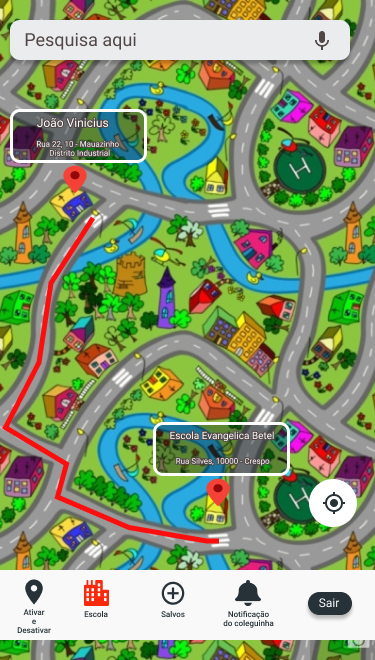 Pesquisa aqui
João Vinicius
Rua 22, 10 - Mauazinho
Distrito Industrial
H
Escola Evangelica Betel
Rua Silves, 10000 - Crespo
H
Ativar
e
Desativar
Escola
Salvos
Notificação
do coleguinha
Sair